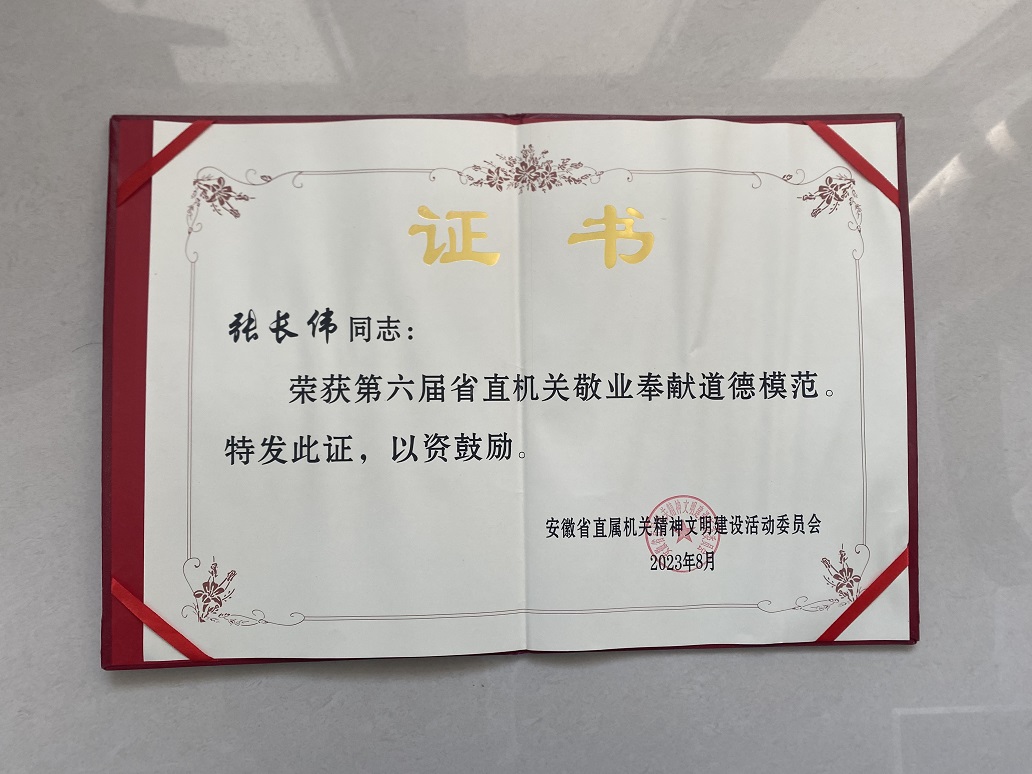 证书
张长伟同志：
荣获第六届省直机关敬业奉献道德模范。
特发此证，以资鼓励。
安徽省直属机关精神文明建设活动委员会
2023年8月